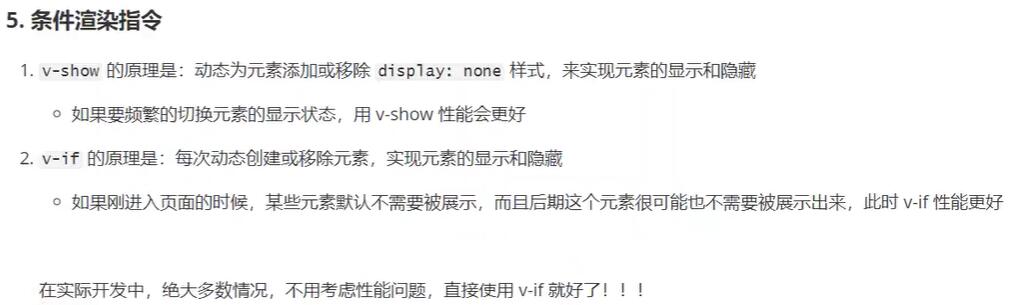 5. 条件渲染指令
1. v-show 的原理是：动态为元素添加或移除 display: none 样式，来实现元素的显示和隐藏
如果要频繁的切换元素的显示状态，用 v-show 性能会更好
2. v-if 的原理是：每次动态创建或移除元素，实现元素的显示和隐藏
如果刚进入页面的时候，某些元素默认不需要被展示，而且后期这个元素很可能也不需要被展示出来，此时 v-if 性能更好
在实际开发中，绝大多数情况，不用考虑性能问题，直接使用 v-if 就好了！！！